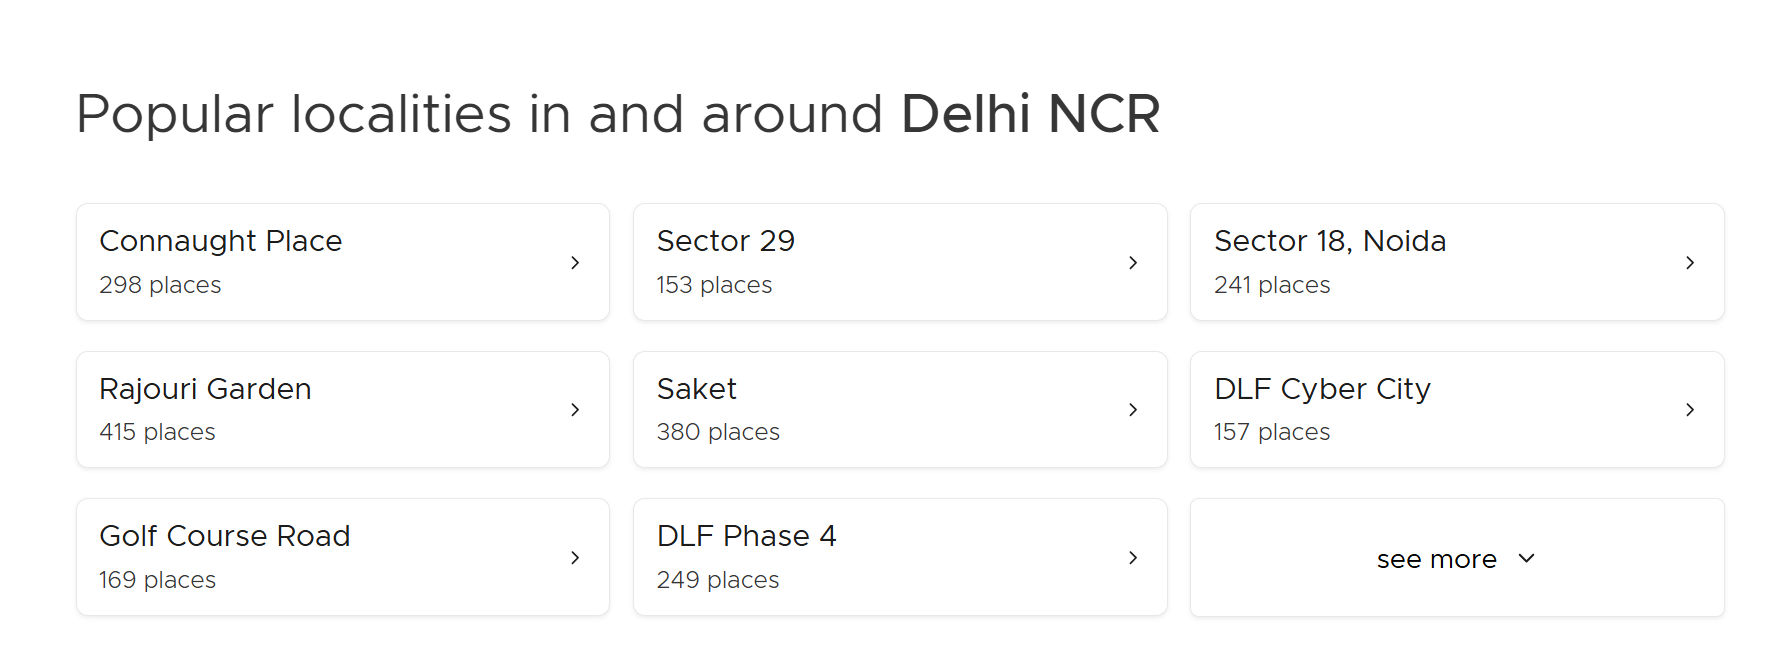 Popular localities in and around Delhi NCR
Connaught Place
298 places
Sector 29
153 places
Sector 18, Noida
241 places
Rajouri Garden
415 places
Saket
380 places
DLF Cyber City
157 places
Golf Course Road
169 places
DLF Phase 4
249 places
see more